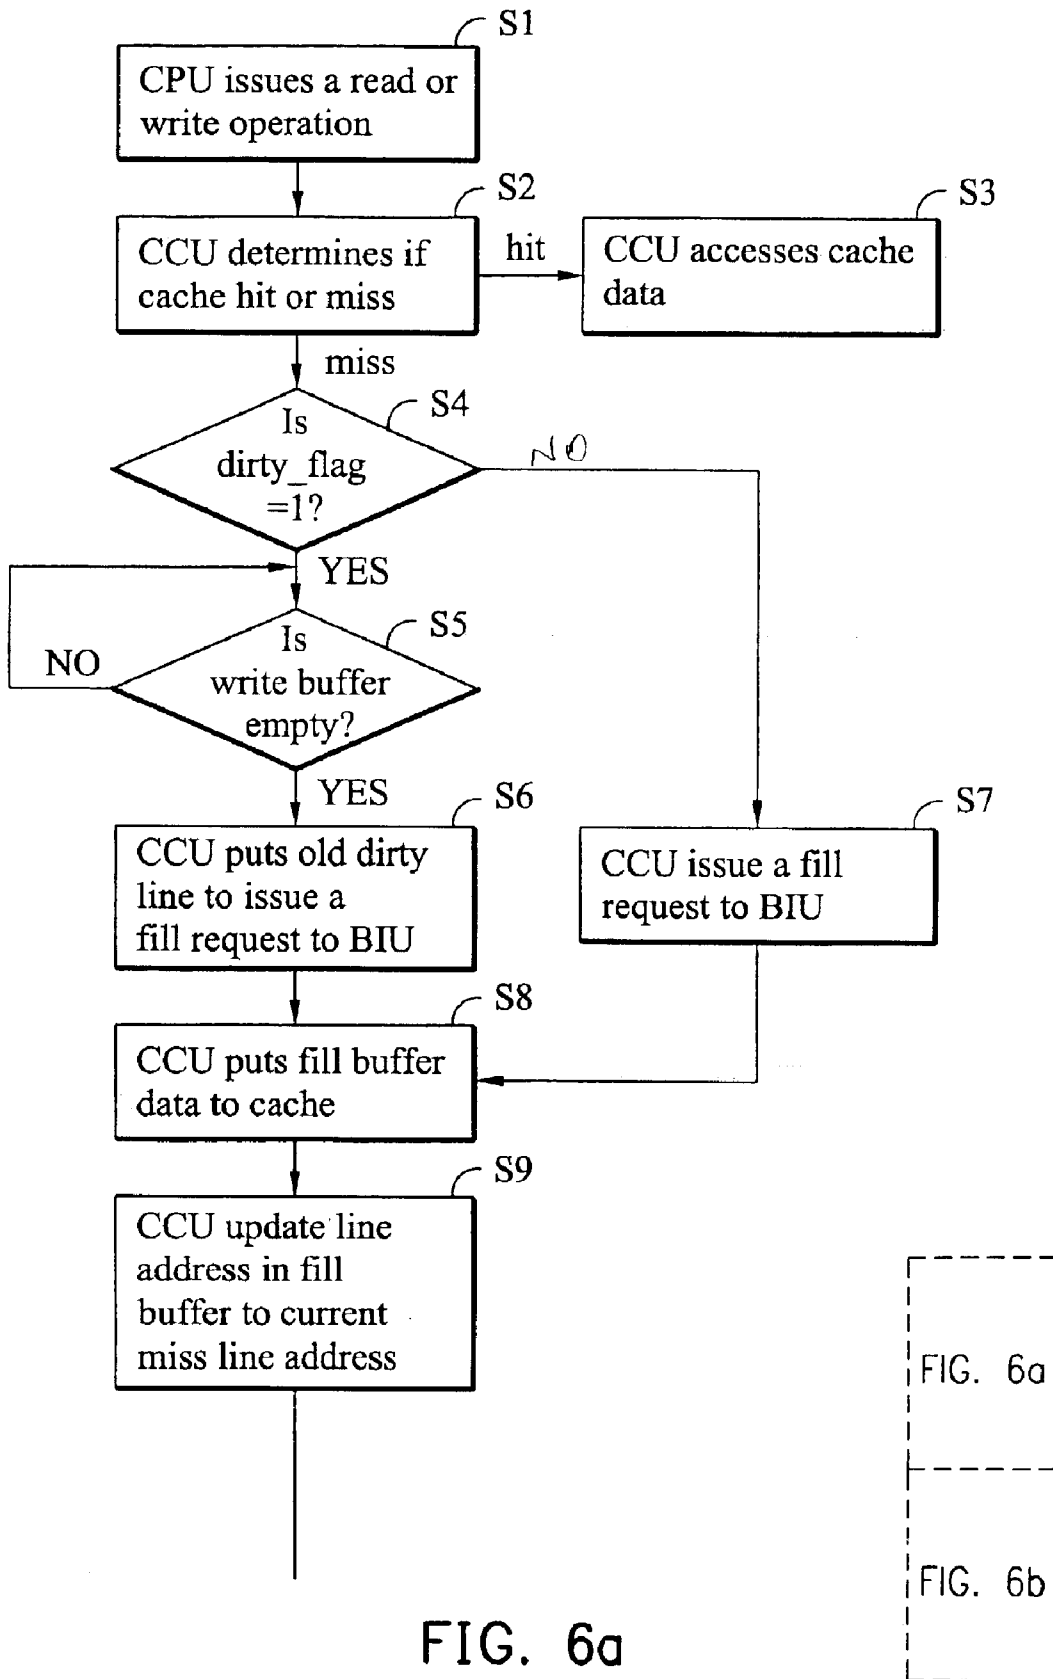 S1
CPU issues a read or
write operation
S2
CCU determines if
cache hit or miss
hit
S3
CCU accesses cache
data
miss
S4
Is
dirty_flag
=1?
NO
YES
S5
Is
write buffer
empty?
NO
YES
S6
CCU puts old dirty
line to issue a
fill request to BIU
S7
CCU issue a fill
request to BIU
S8
CCU puts fill buffer
data to cache
S9
CCU update line
address in fill
buffer to current
miss line address
FIG. 6a
FIG. 6b
FIG. 6a